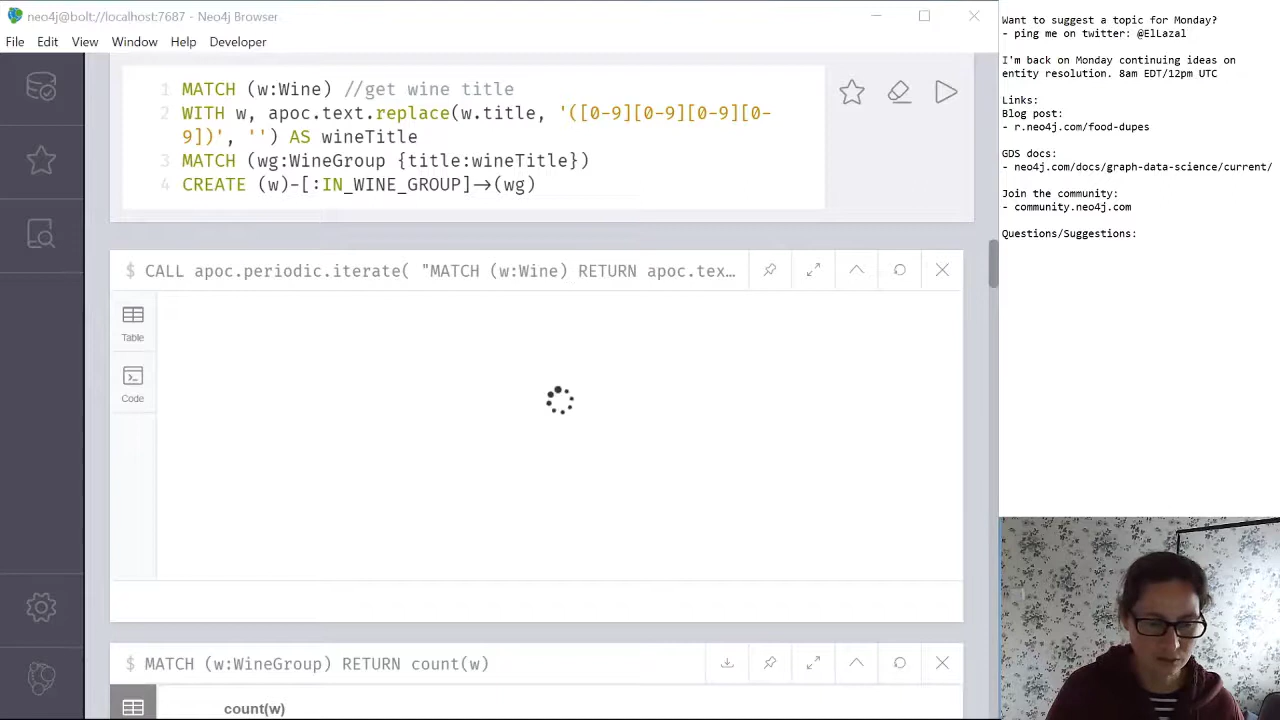 neo4j@bolt://localhost:7687 - Neo4j Browser
File Edit View Window Help Developer
1 MATCH (w:Wine) //get wine title
2 WITH w, apoc.text.replace(w.title, '([0-9][0-9][0-9][0-
9])', '') AS wineTitle
3 MATCH (wg:WineGroup {title:wineTitle})
4 CREATE (w)-[:IN_WINE_GROUP]->(wg)
$ CALL apoc.periodic.iterate( "MATCH (w:Wine) RETURN apoc.tex…
Table
Code
$ MATCH (w:WineGroup) RETURN count(w)
count(w)
Want to suggest a topic for Monday?
- ping me on twitter: @ElLazal
I'm back on Monday continuing ideas on
entity resolution. 8am EDT/12pm UTC
Links:
Blog post:
- r.neo4j.com/food-dupes
GDS docs:
- neo4j.com/docs/graph-data-science/current/
Join the community:
- community.neo4j.com
Questions/Suggestions: